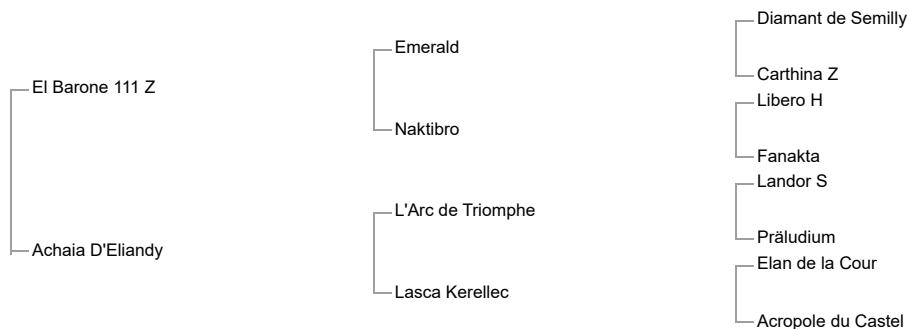 Diamant de Semilly
Emerald
Carthina Z
El Barone 111 Z
Libero H
Naktibro
Fanakta
Landor S
L'Arc de Triomphe
Präludium
Achaia D'Eliandy
Elan de la Cour
Lasca Kerellec
Acropole du Castel